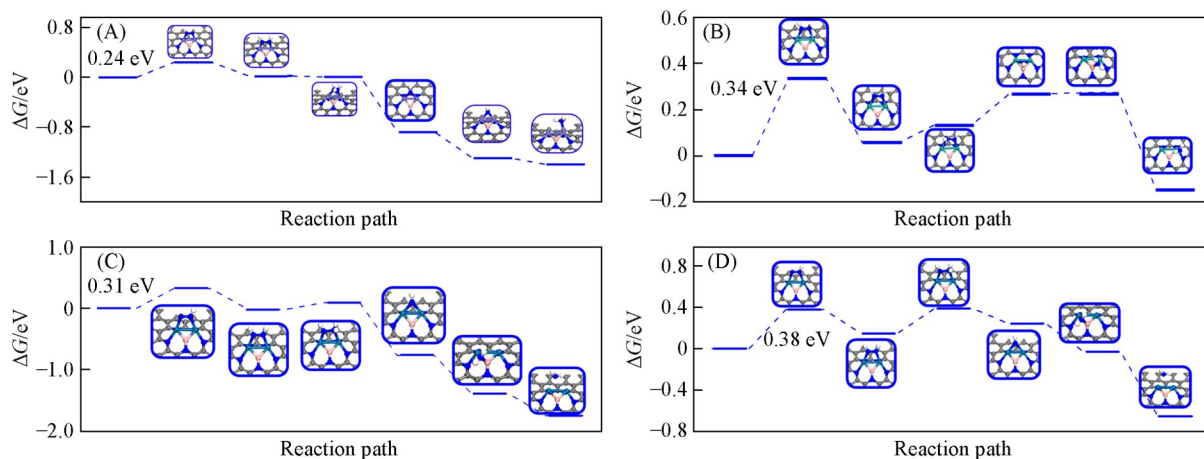 (A)
0.8
0
−0.8
−1.6
ΔG/eV
0.24 eV
Reaction path
(B)
0.6
0.4
0.2
0
−0.2
ΔG/eV
0.34 eV
Reaction path
(C)
1.0
0
−1.0
−2.0
ΔG/eV
0.31 eV
Reaction path
(D)
0.8
0.4
0
−0.4
−0.8
ΔG/eV
0.38 eV
Reaction path